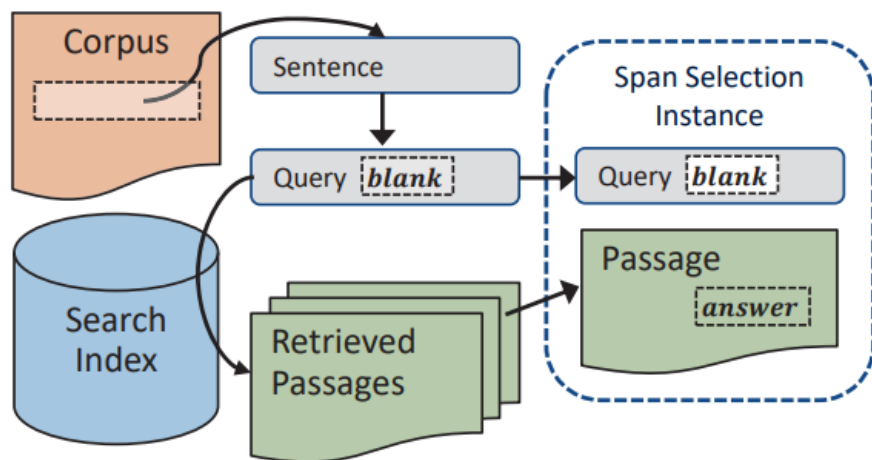 Corpus
Sentence
Span Selection
Instance
Query blank
Query blank
Search
Index
Retrieved
Passages
Passage
answer